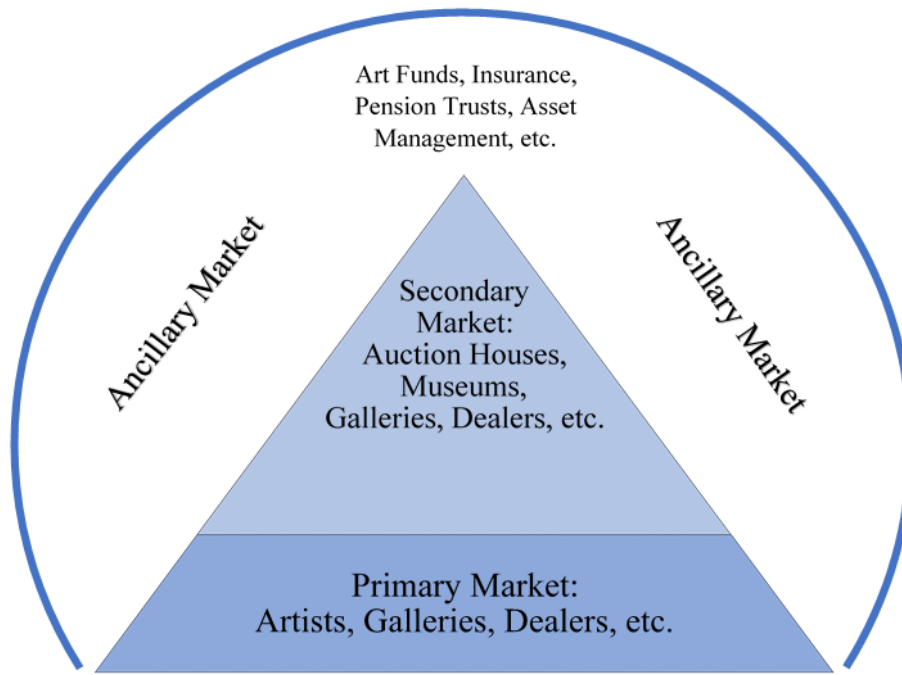 Art Funds, Insurance,
Pension Trusts, Asset
Management, etc.
Ancillary Market
Ancillary Market
Secondary
Market:
Auction Houses,
Museums,
Galleries, Dealers, etc.
Primary Market:
Artists, Galleries, Dealers, etc.